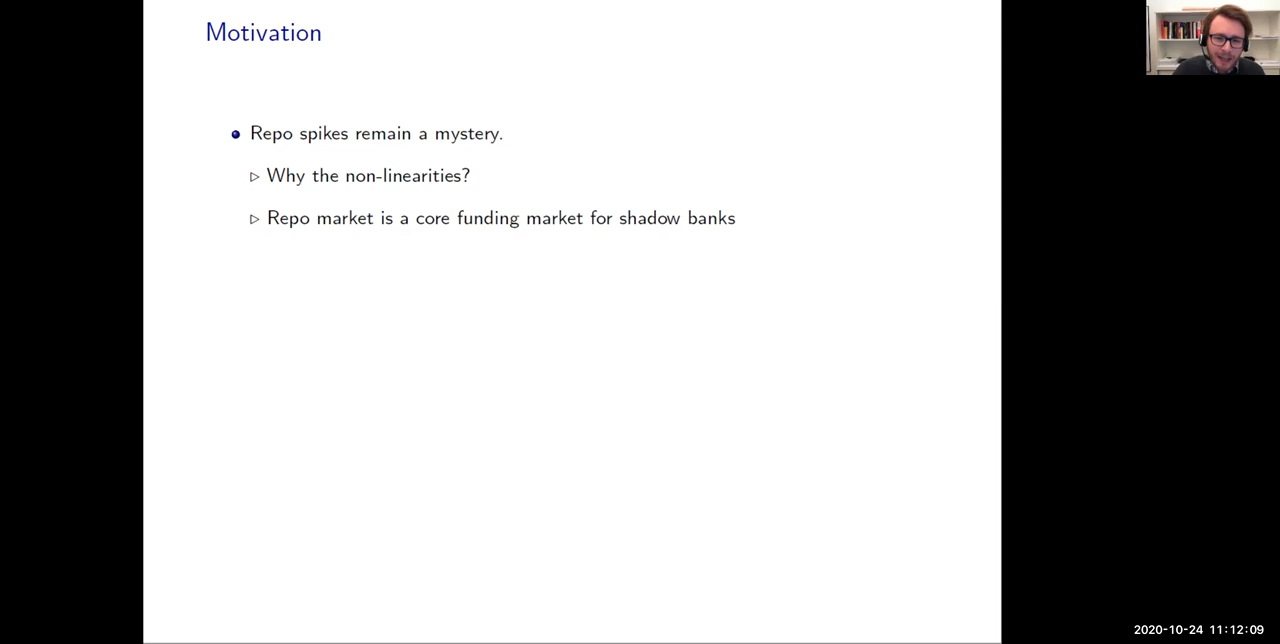 Motivation
Repo spikes remain a mystery.
Why the non-linearities?
Repo market is a core funding market for shadow banks
2020-10-24 11:12:09